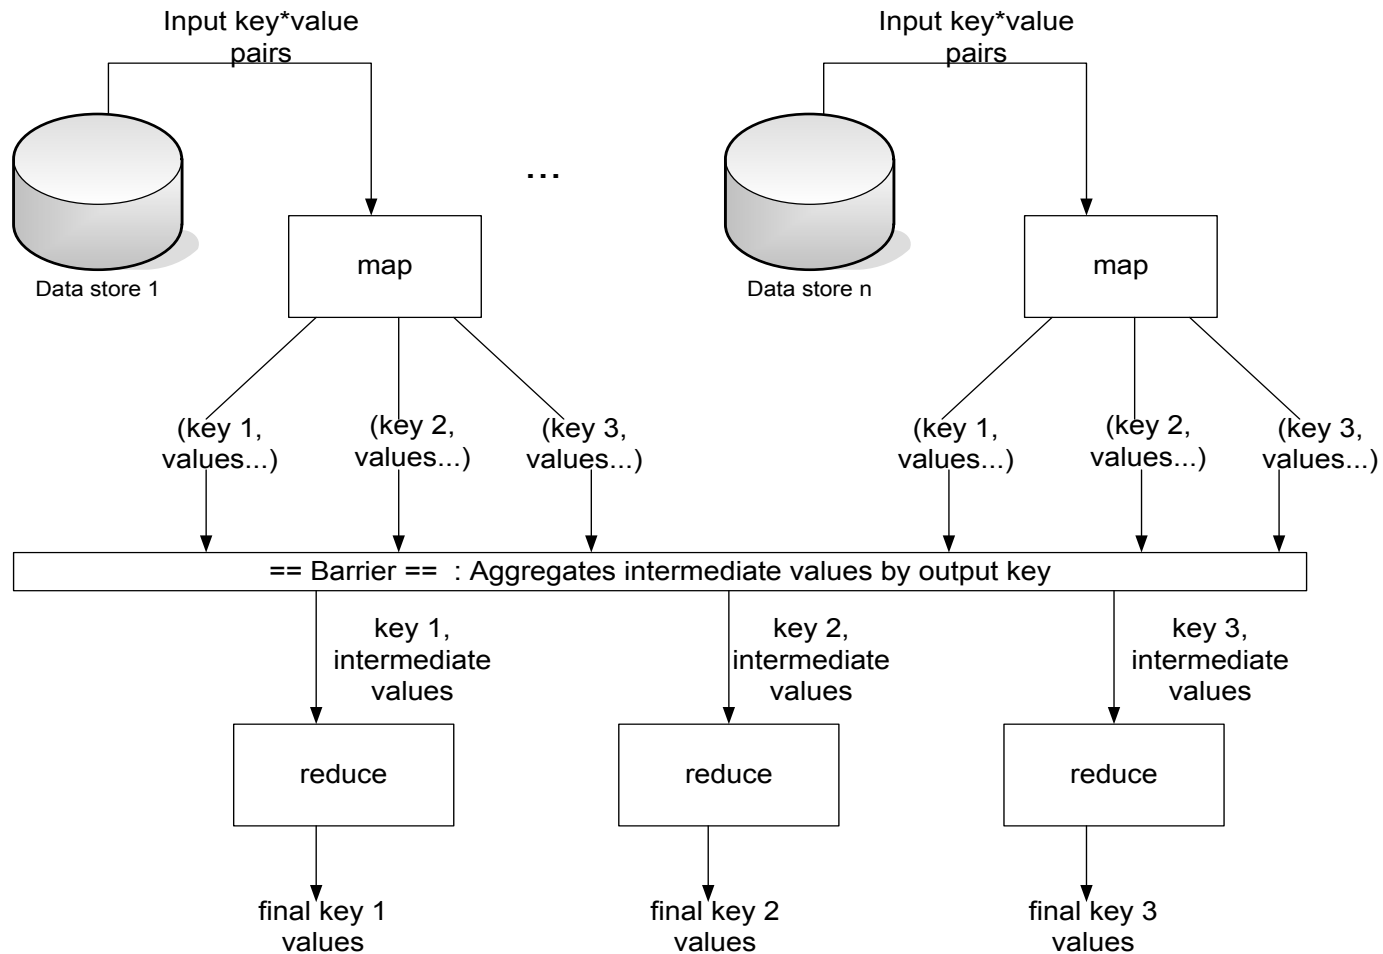 Input key*value
pairs
Input key*value
pairs
...
map
map
Data store 1
Data store n
(key 1,
values...)
(key 2,
values...)
(key 3,
values...)
(key 1,
values...)
(key 2,
values...)
(key 3,
values...)
== Barrier == : Aggregates intermediate values by output key
key 1,
intermediate
values
key 2,
intermediate
values
key 3,
intermediate
values
reduce
reduce
reduce
final key 1
values
final key 2
values
final key 3
values